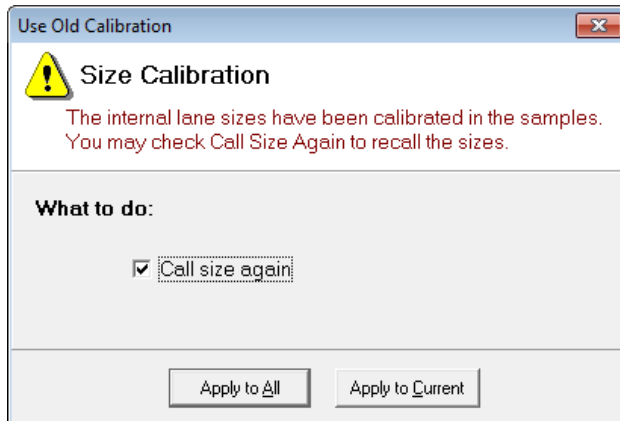 Use Old Calibration
Size Calibration
The internal lane sizes have been calibrated in the samples.
You may check Call Size Again to recall the sizes.
What to do:
Call size again
Apply to All
Apply to Current